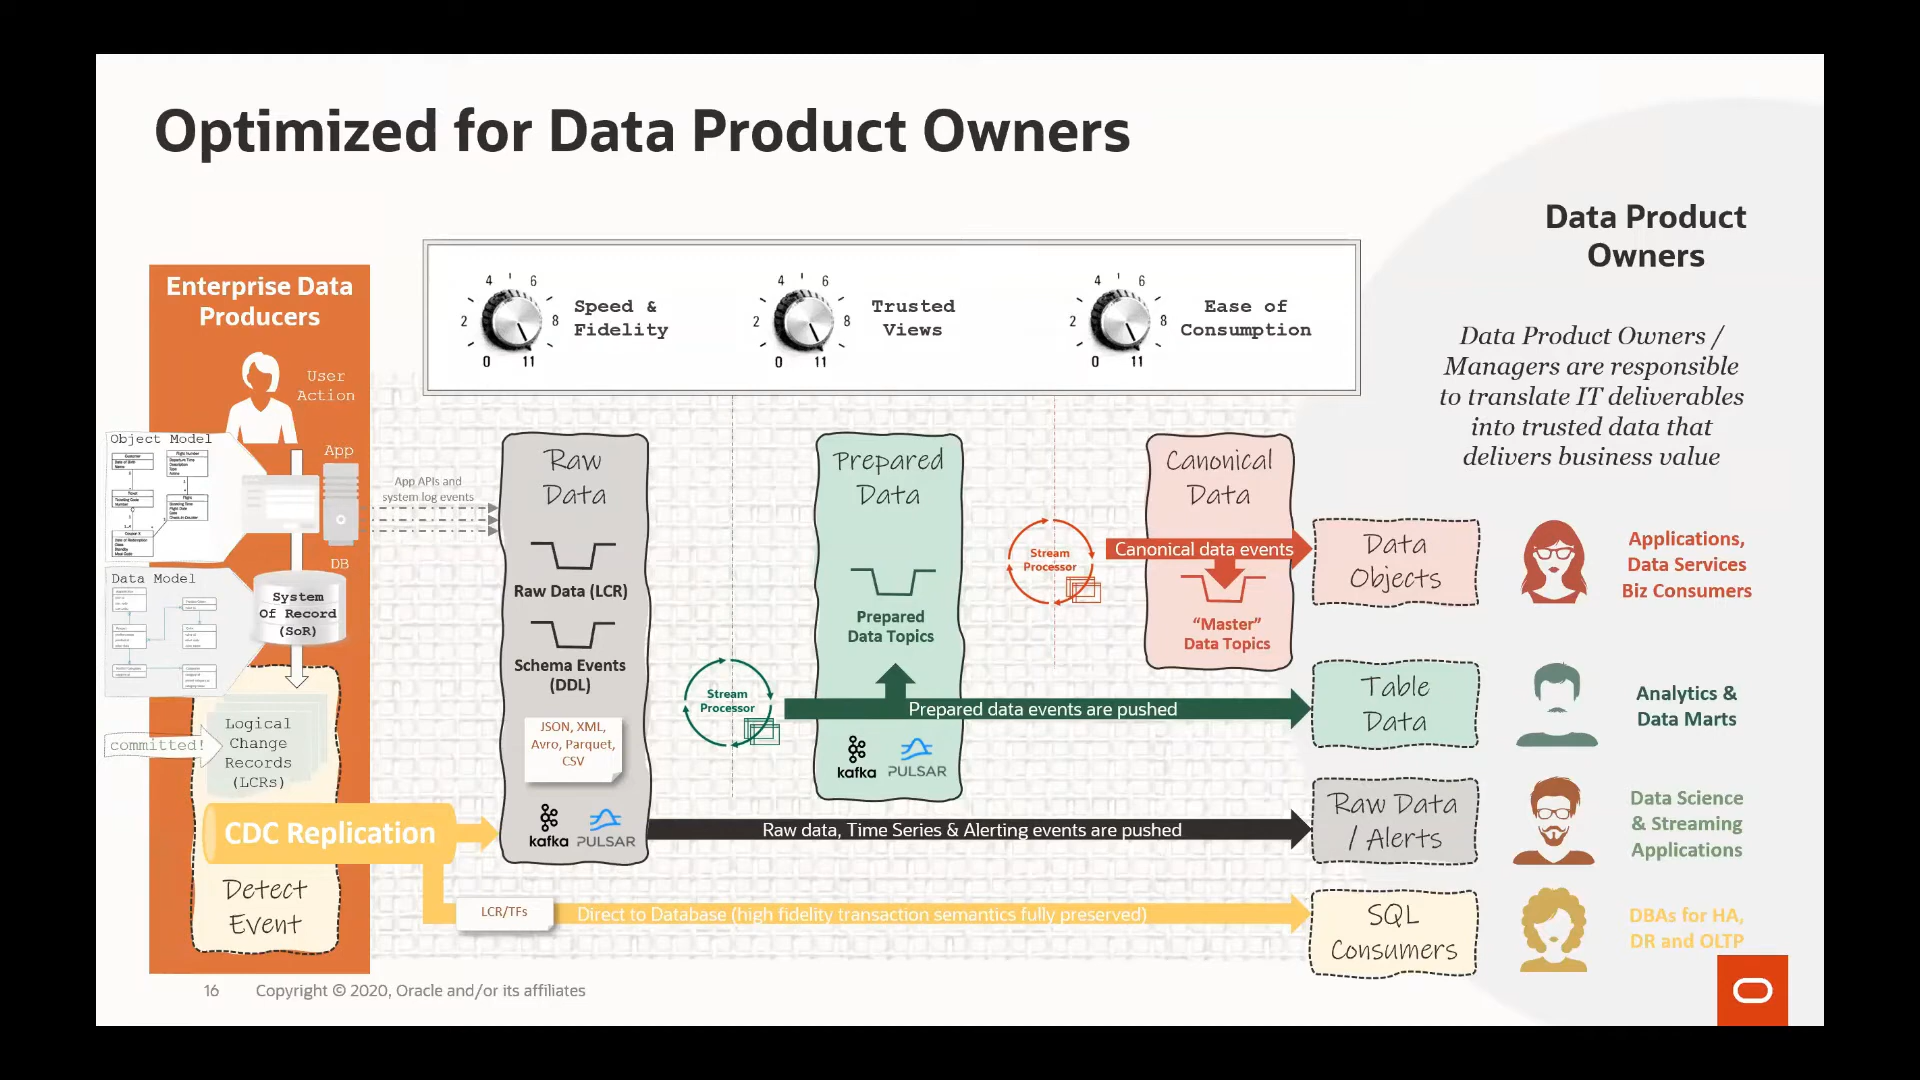 Optimized for Data Product Owners
Data Product
Owners
Data Product Owners /
Managers are responsible
to translate IT deliverables
into trusted data that
delivers business value
Enterprise Data
Producers
User
Action
4 6
2 8
0 11
Speed &
Fidelity
4 6
2 8
0 11
Trusted
Views
4 6
2 8
0 11
Ease of
Consumption
Object Model
App
Data Model
DB
System
Of Record
(SoR)
committed!
Logical
Change
Records
(LCRs)
CDC Replication
Detect
Event
App APIs and
system log events
Raw
Data
Raw Data (LCR)
Schema Events
(DDL)
JSON, XML,
Avro, Parquet,
CSV
kafka PULSAR
Stream
Processor
Prepared
Data
Prepared
Data Topics
Prepared data events are pushed
kafka PULSAR
Stream
Processor
Canonical
Data
Canonical data events
“Master”
Data Topics
Raw data, Time Series & Alerting events are pushed
LCR/TFs
Direct to Database (high fidelity transaction semantics fully preserved)
Data
Objects
Applications,
Data Services
Biz Consumers
Table
Data
Analytics &
Data Marts
Raw Data
/ Alerts
Data Science
& Streaming
Applications
SQL
Consumers
DBAs for HA,
DR and OLTP
16 Copyright © 2020, Oracle and/or its affiliates